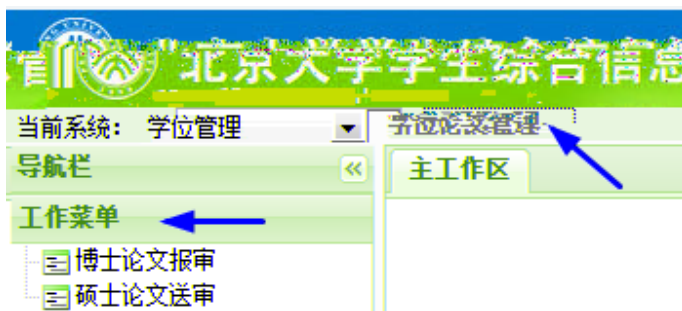 北京大学学生综合信息
当前系统： 学位管理 学位论文管理
导航栏 主工作区
工作菜单
博士论文报审
硕士论文送审